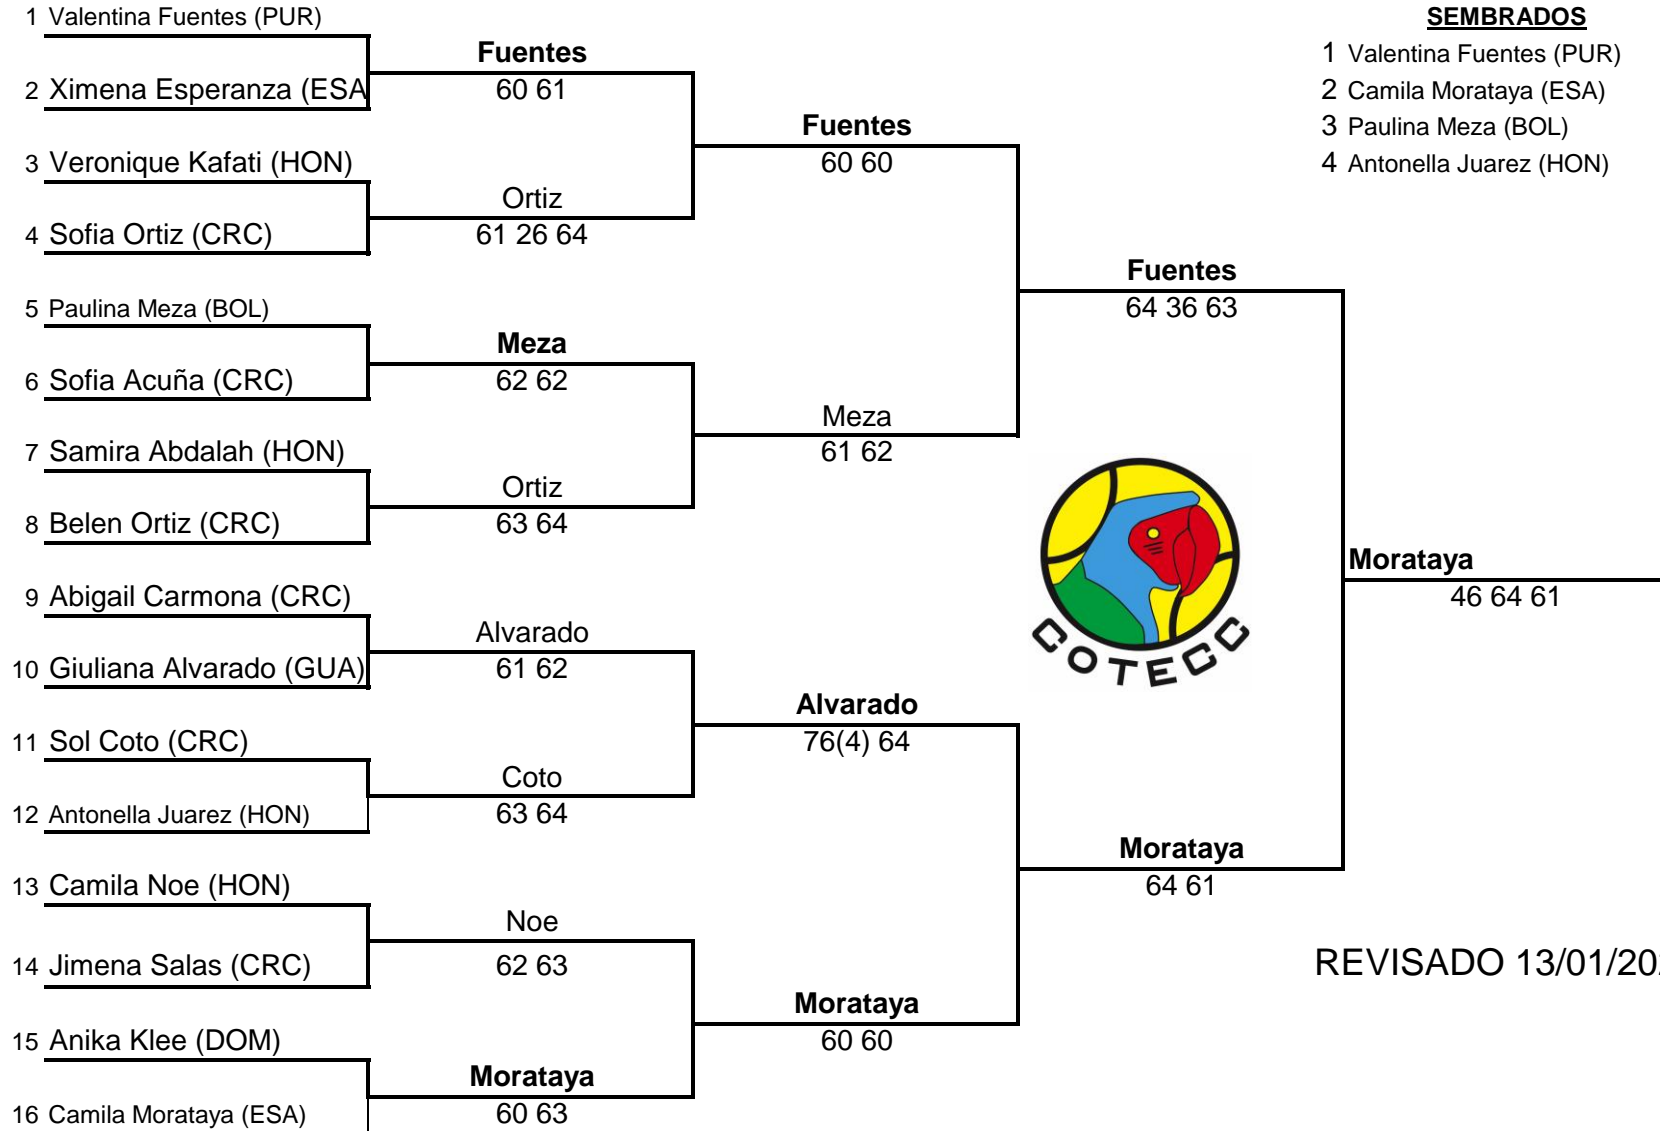 1 Valentina Fuentes (PUR)
SEMBRADOS
Fuentes
1 Valentina Fuentes (PUR)
2 Ximena Esperanza (ESA
60 61
2 Camila Morataya (ESA)
Fuentes
3 Paulina Meza (BOL)
3 Veronique Kafati (HON)
60 60
4 Antonella Juarez (HON)
Ortiz
4 Sofia Ortiz (CRC)
61 26 64
Fuentes
5 Paulina Meza (BOL)
64 36 63
Meza
6 Sofia Acuña (CRC)
62 62
Meza
7 Samira Abdalah (HON)
61 62
Ortiz
8 Belen Ortiz (CRC)
63 64
Morataya
9 Abigail Carmona (CRC)
46 64 61
Alvarado
COTECC
10 Giuliana Alvarado (GUA)
61 62
Alvarado
11 Sol Coto (CRC)
76(4) 64
Coto
12 Antonella Juarez (HON)
63 64
Morataya
13 Camila Noe (HON)
64 61
Noe
14 Jimena Salas (CRC)
62 63
REVISADO 13/01/20
Morataya
15 Anika Klee (DOM)
60 60
Morataya
16 Camila Morataya (ESA)
60 63